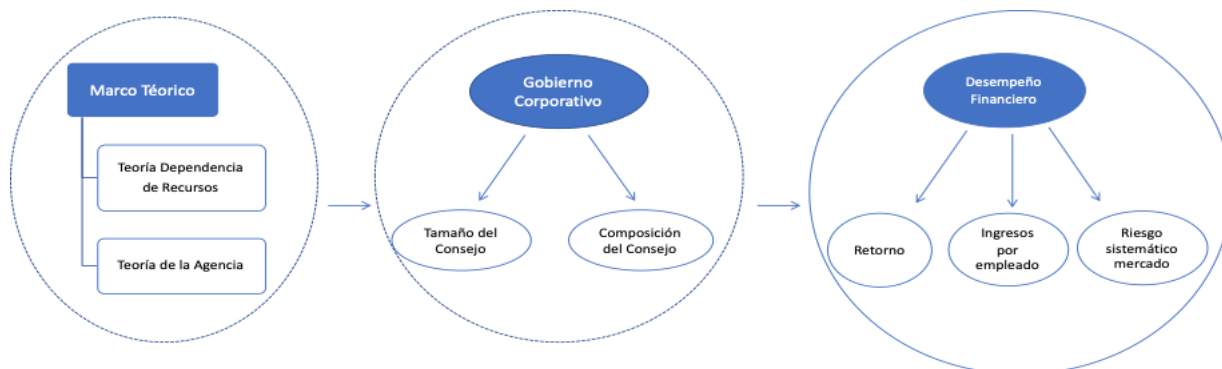 Marco Téorico
Teoría Dependencia
de Recursos
Teoría de la Agencia
Gobierno
Corporativo
Tamaño del
Consejo
Composición
del Consejo
Desempeño
Financiero
Retorno
Ingresos
por
empleado
Riesgo
sistemático
mercado